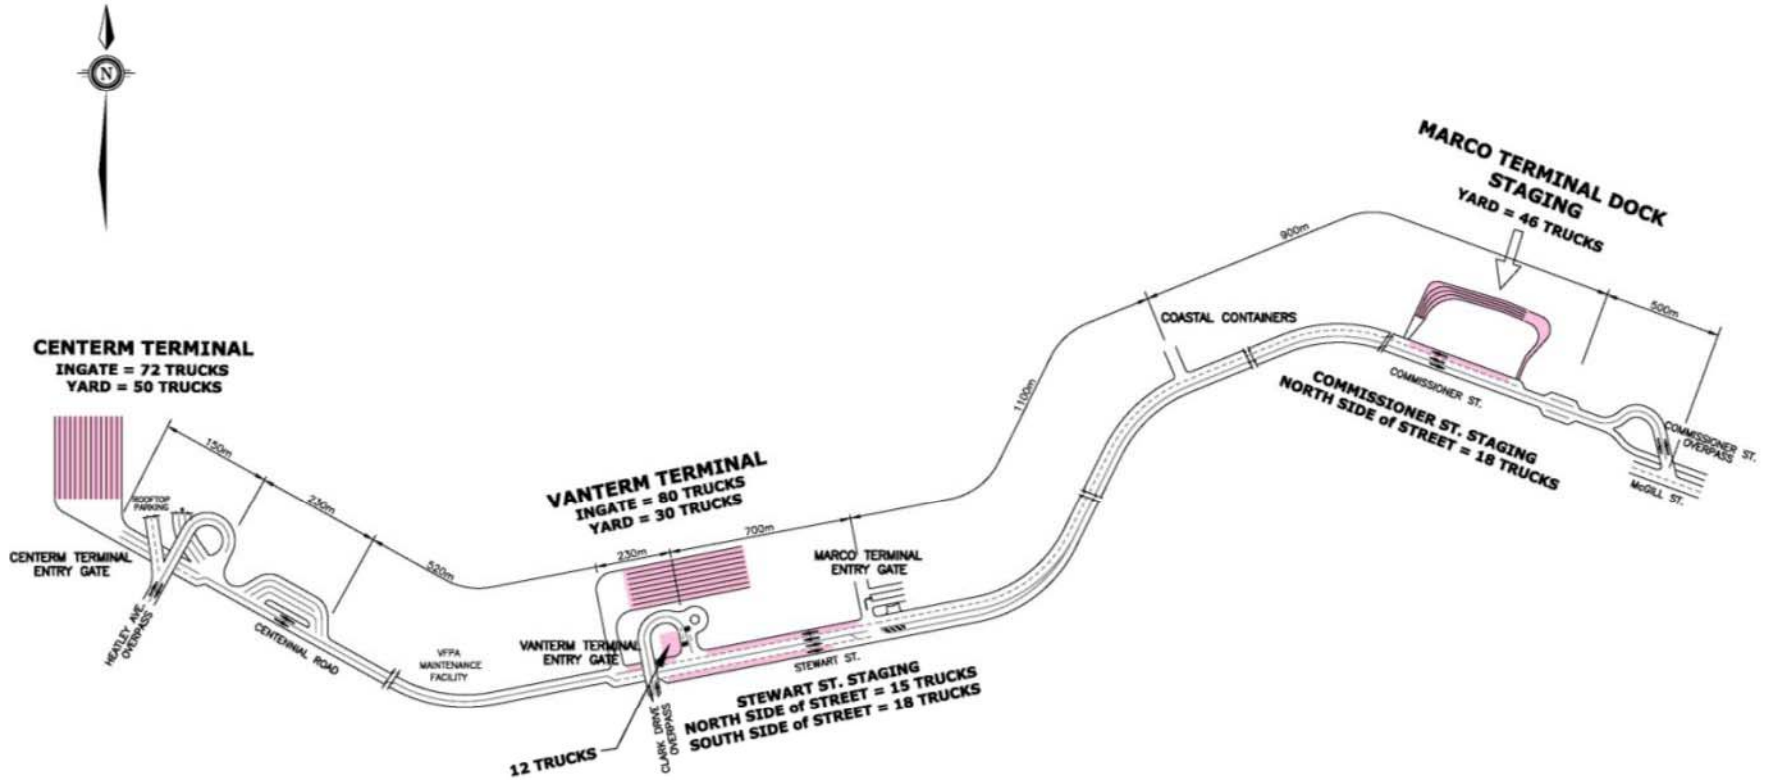 N
MARCO TERMINAL DOCK
STAGING
YARD = 46 TRUCKS
900m
500m
COASTAL CONTAINERS
CENTERM TERMINAL
INGATE = 72 TRUCKS
YARD = 50 TRUCKS
1100m
COMMISSIONER ST.
COMMISSIONER ST. STAGING
NORTH SIDE of STREET = 18 TRUCKS
COMMISSIONER ST.
OVERPASS
McGILL ST.
150m
230m
520m
ROOFTOP
PARKING
CENTERM TERMINAL
ENTRY GATE
HEATLEY AVE.
OVERPASS
CENTENNIAL ROAD
VFPA
MAINTENANCE
FACILITY
VANTERM TERMINAL
INGATE = 80 TRUCKS
YARD = 30 TRUCKS
230m
700m
MARCO TERMINAL
ENTRY GATE
VANTERM TERMINAL
ENTRY GATE
STEWART ST.
STEWART ST. STAGING
NORTH SIDE of STREET = 15 TRUCKS
SOUTH SIDE of STREET = 18 TRUCKS
CLARK DRIVE
OVERPASS
12 TRUCKS